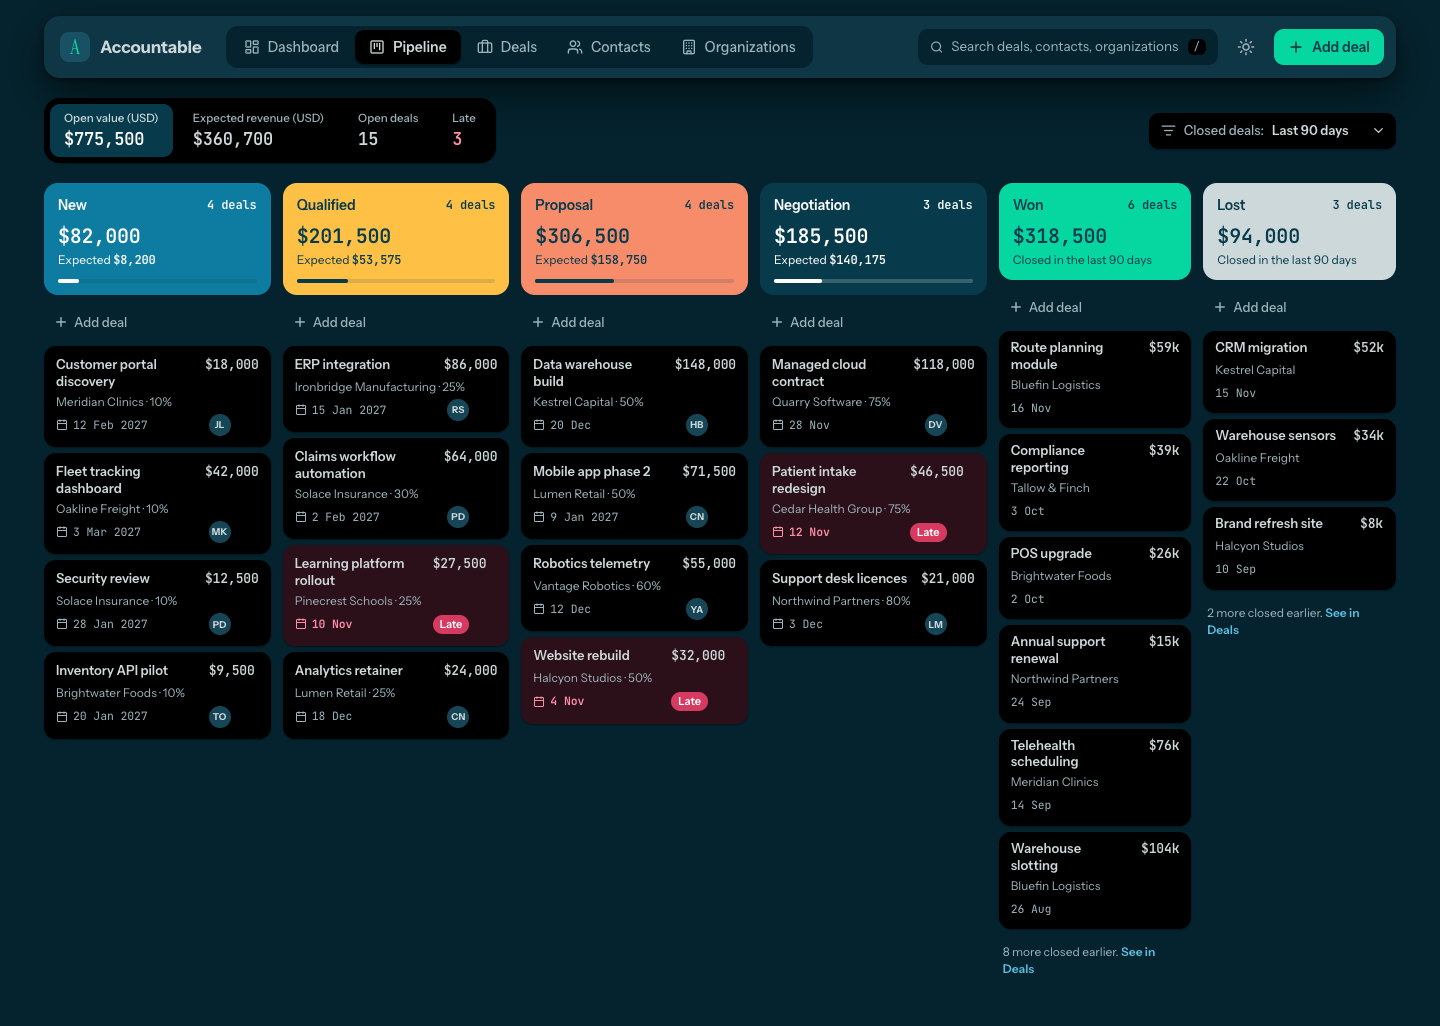 A Accountable Dashboard Pipeline Deals Contacts Organizations Search deals, contacts, organizations / Add deal
Open value (USD) Expected revenue (USD) Open deals Late
$775,500 $360,700 15 3
Closed deals: Last 90 days
New 4 deals
$82,000
Expected $8,200
Add deal
Customer portal $18,000
discovery
Meridian Clinics · 10%
12 Feb 2027 JL
Fleet tracking $42,000
dashboard
Oakline Freight · 10%
3 Mar 2027 MK
Security review $12,500
Solace Insurance · 10%
28 Jan 2027 PD
Inventory API pilot $9,500
Brightwater Foods · 10%
20 Jan 2027 TO
Qualified 4 deals
$201,500
Expected $53,575
Add deal
ERP integration $86,000
Ironbridge Manufacturing · 25%
15 Jan 2027 RS
Claims workflow $64,000
automation
Solace Insurance · 30%
2 Feb 2027 PD
Learning platform $27,500
rollout
Pinecrest Schools · 25%
10 Nov Late
Analytics retainer $24,000
Lumen Retail · 25%
18 Dec CN
Proposal 4 deals
$306,500
Expected $158,750
Add deal
Data warehouse $148,000
build
Kestrel Capital · 50%
20 Dec HB
Mobile app phase 2 $71,500
Lumen Retail · 50%
9 Jan 2027 CN
Robotics telemetry $55,000
Vantage Robotics · 60%
12 Dec YA
Website rebuild $32,000
Halcyon Studios · 50%
4 Nov Late
Negotiation 3 deals
$185,500
Expected $140,175
Add deal
Managed cloud $118,000
contract
Quarry Software · 75%
28 Nov DV
Patient intake $46,500
redesign
Cedar Health Group · 75%
12 Nov Late
Support desk licences $21,000
Northwind Partners · 80%
3 Dec LM
Won 6 deals
$318,500
Closed in the last 90 days
Add deal
Route planning $59k
module
Bluefin Logistics
16 Nov
Compliance $39k
reporting
Tallow & Finch
3 Oct
POS upgrade $26k
Brightwater Foods
2 Oct
Annual support $15k
renewal
Northwind Partners
24 Sep
Telehealth $76k
scheduling
Meridian Clinics
14 Sep
Warehouse $104k
slotting
Bluefin Logistics
26 Aug
8 more closed earlier. See in
Deals
Lost 3 deals
$94,000
Closed in the last 90 days
Add deal
CRM migration $52k
Kestrel Capital
15 Nov
Warehouse sensors $34k
Oakline Freight
22 Oct
Brand refresh site $8k
Halcyon Studios
10 Sep
2 more closed earlier. See in
Deals